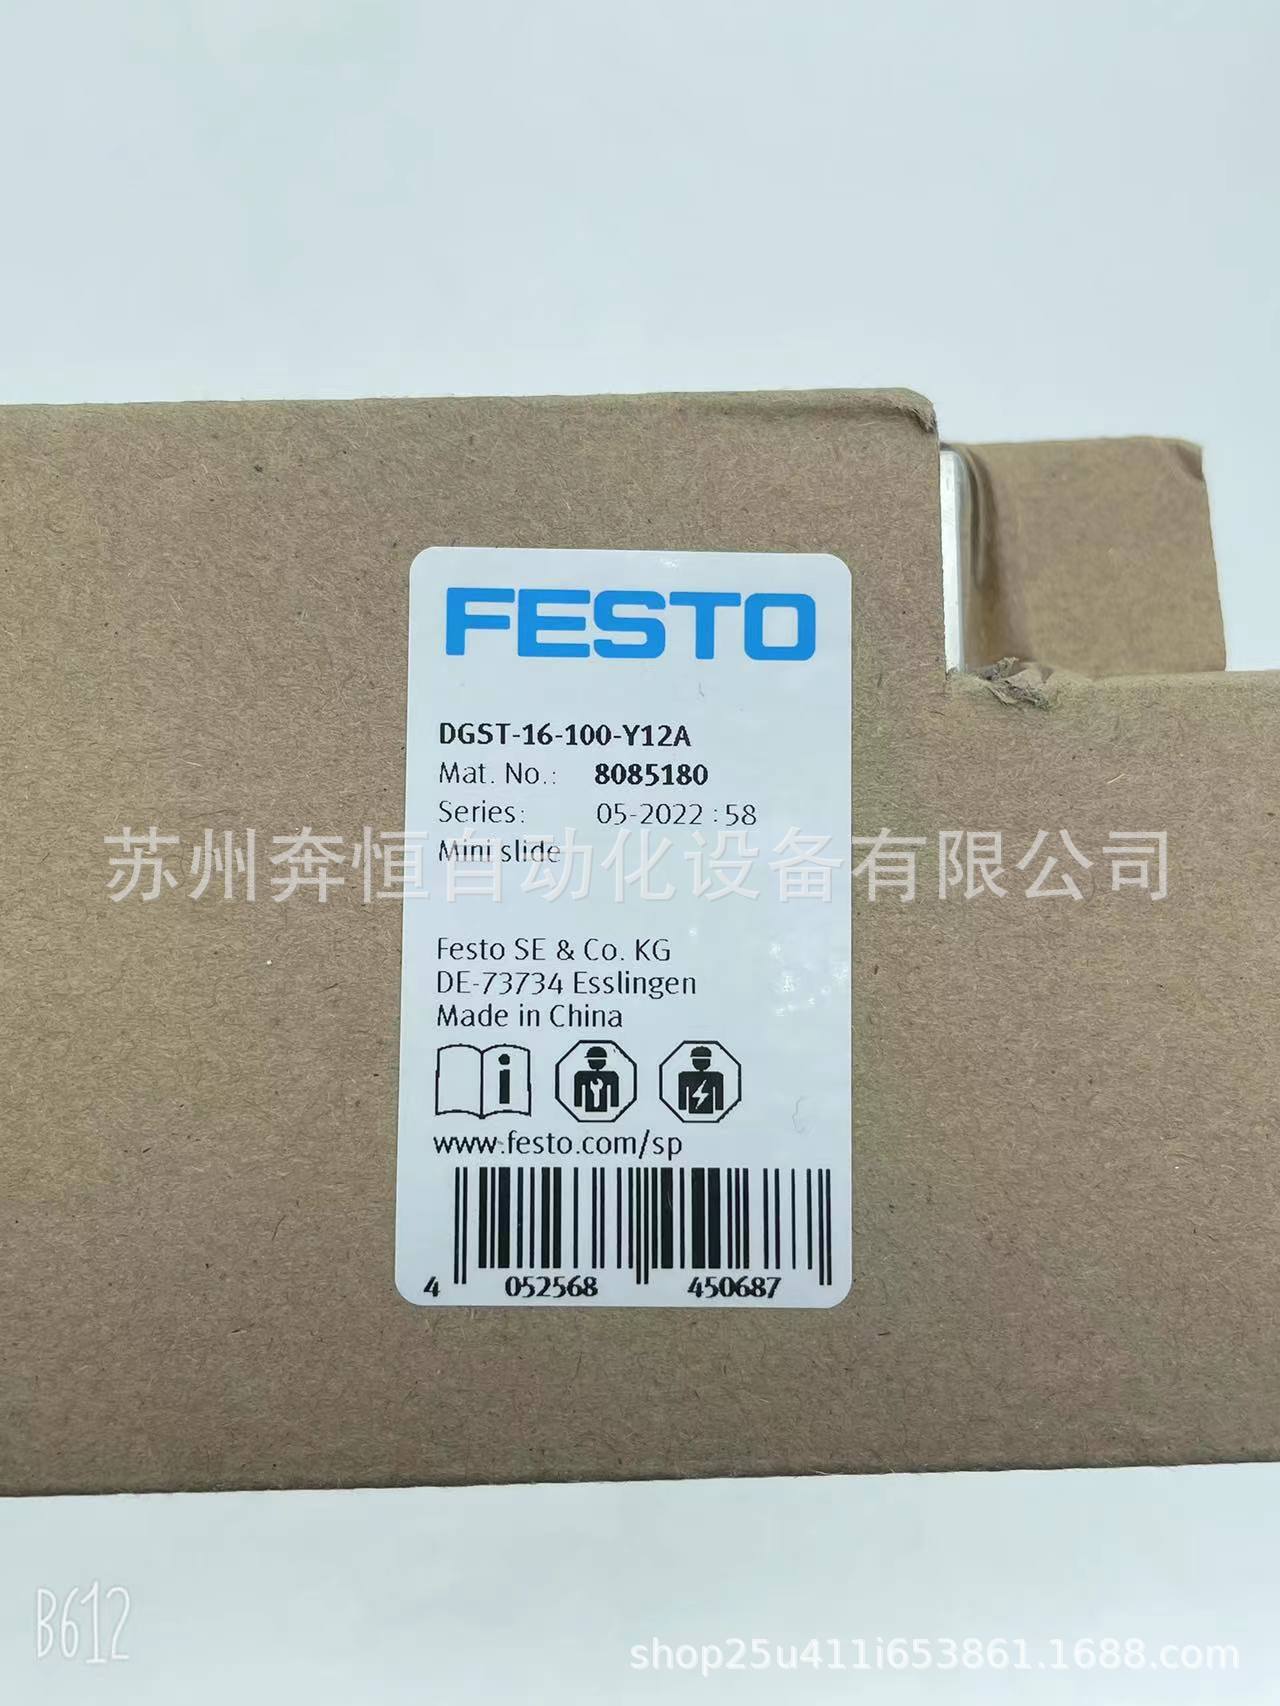 FESTO
DGST-16-100-Y12A
Mat. No.: 8085180
Series: 05-2022 : 58
Mini slide
苏州奔恒自动化设备有限公司
Festo SE & Co. KG
DE-73734 Esslingen
Made in China
www.festo.com/sp
4 052568 450687
B612
shop25u411i653861.1688.com